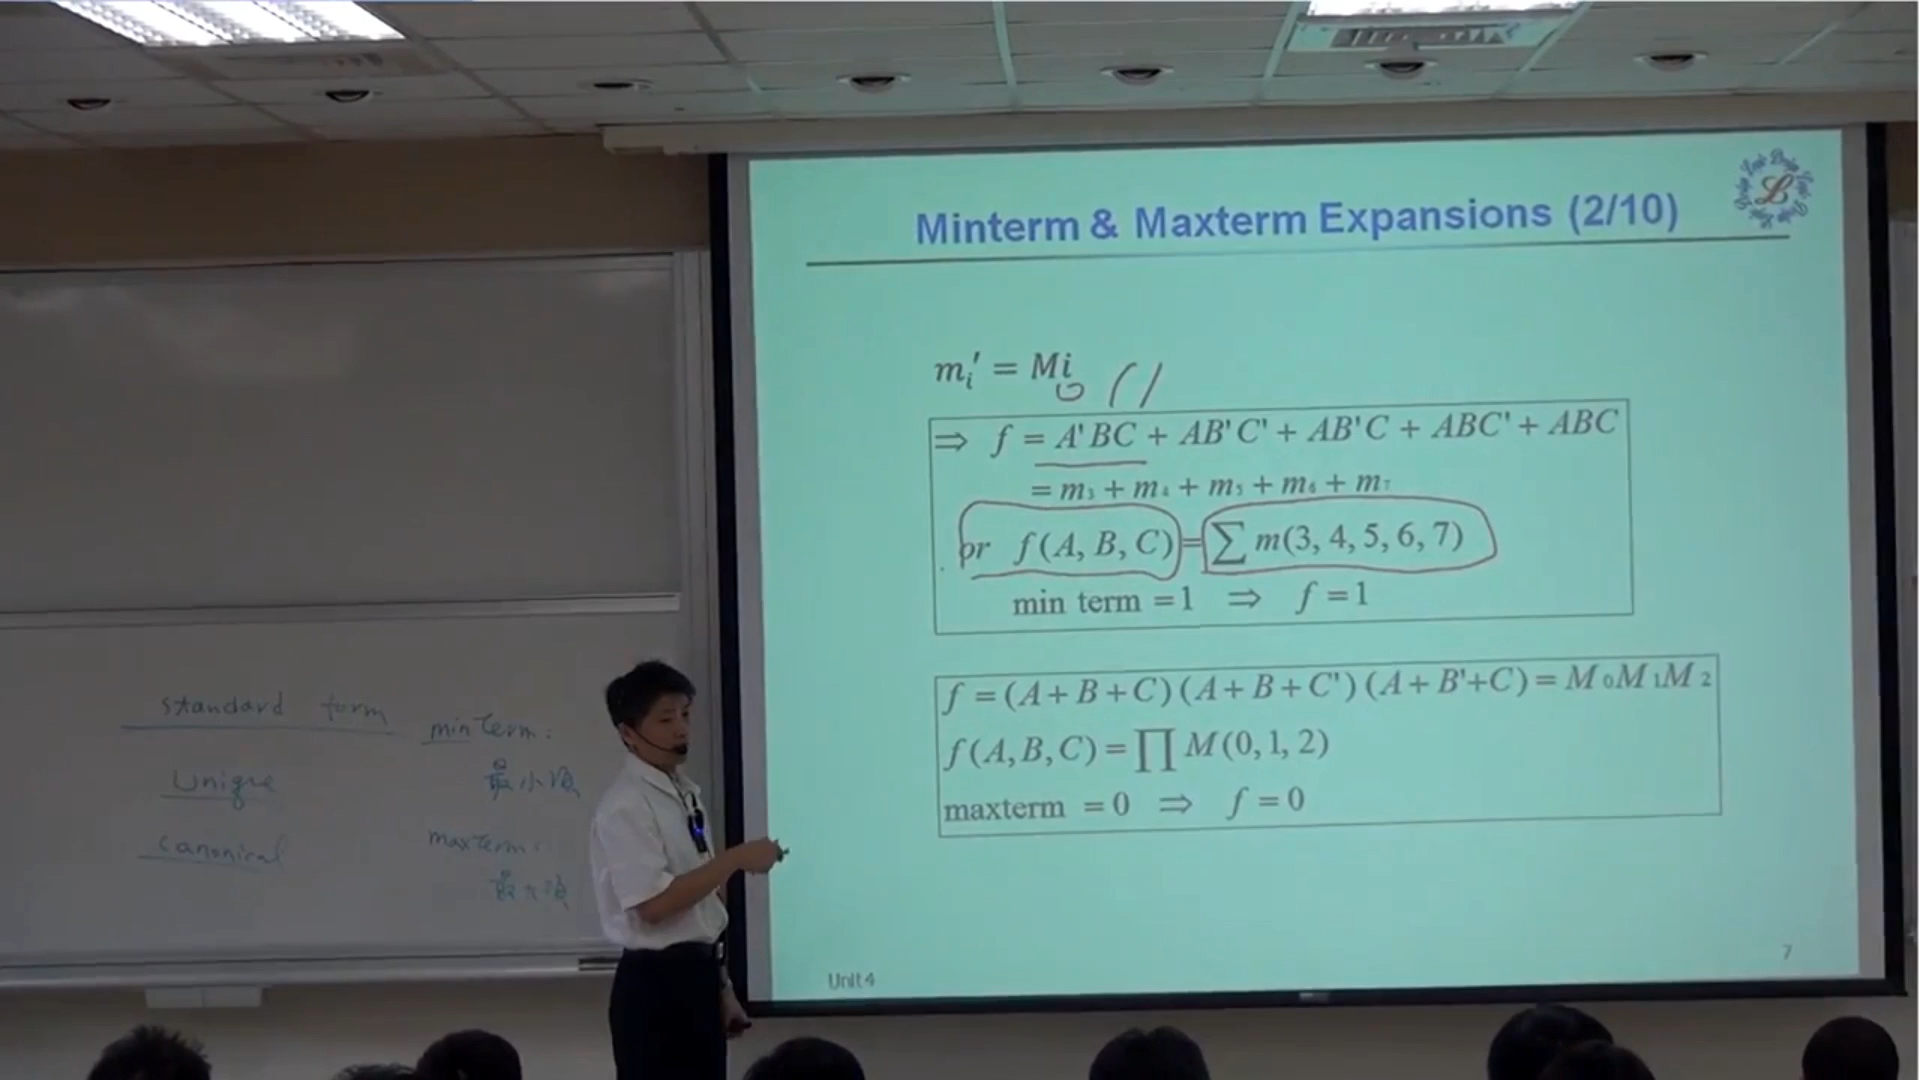 Minterm & Maxterm Expansions (2/10)
m′ᵢ = Mi
⇒ f = A'BC + AB'C' + AB'C + ABC' + ABC
= m₃ + m₄ + m₅ + m₆ + m₇
or f(A, B, C) = ∑ m(3, 4, 5, 6, 7)
min term = 1 ⇒ f = 1
f = (A+B+C)(A+B+C')(A+B'+C) = M₀M₁M₂
f(A,B,C) = ∏ M(0,1,2)
maxterm = 0 ⇒ f = 0
Unit 4
7
standard form
Unique
canonical
minterm:
最小項
maxterm:
最大項